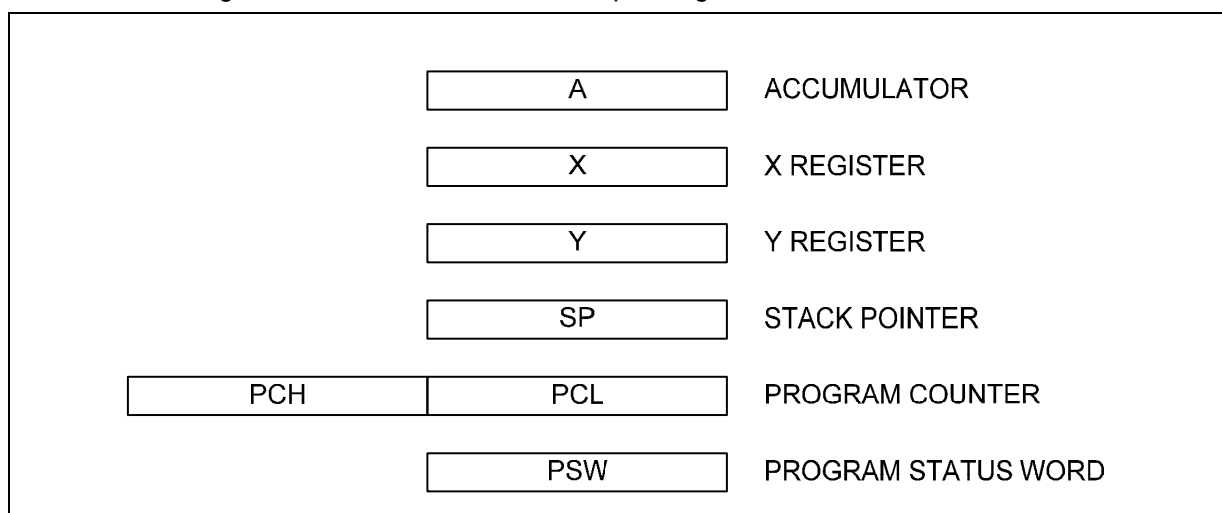 A ACCUMULATOR
X X REGISTER
Y Y REGISTER
SP STACK POINTER
PCH PCL PROGRAM COUNTER
PSW PROGRAM STATUS WORD